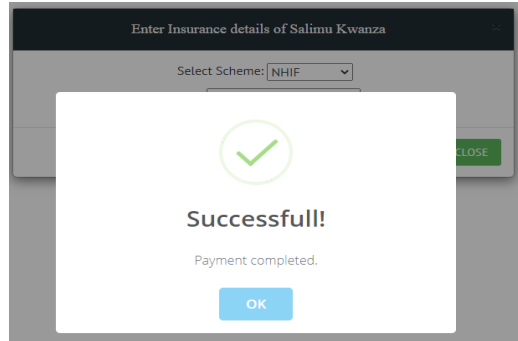 Enter Insurance details of Salimu Kwanza
×
Select Scheme: NHIF
CLOSE
Successfull!
Payment completed.
OK